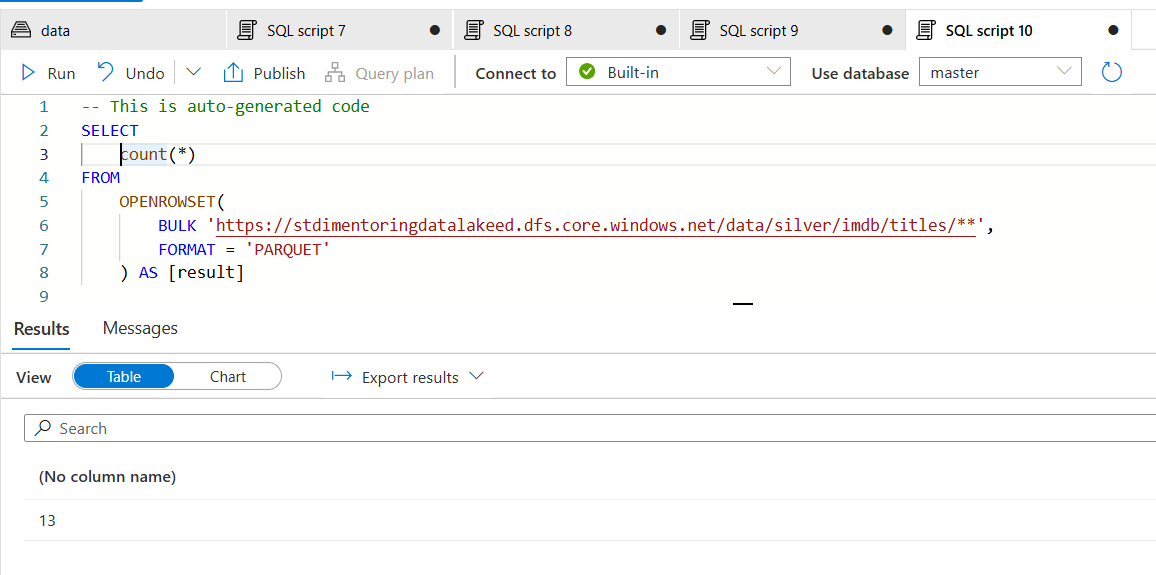 data SQL script 7 SQL script 8 SQL script 9 SQL script 10
Run Undo Publish Query plan Connect to Built-in Use database master
1 -- This is auto-generated code
2 SELECT
3 count(*)
4 FROM
5 OPENROWSET(
6 BULK 'https://stdimentoringdatalakeed.dfs.core.windows.net/data/silver/imdb/titles/**',
7 FORMAT = 'PARQUET'
8 ) AS [result]
9
Results Messages
View Table Chart Export results
Search
(No column name)
13